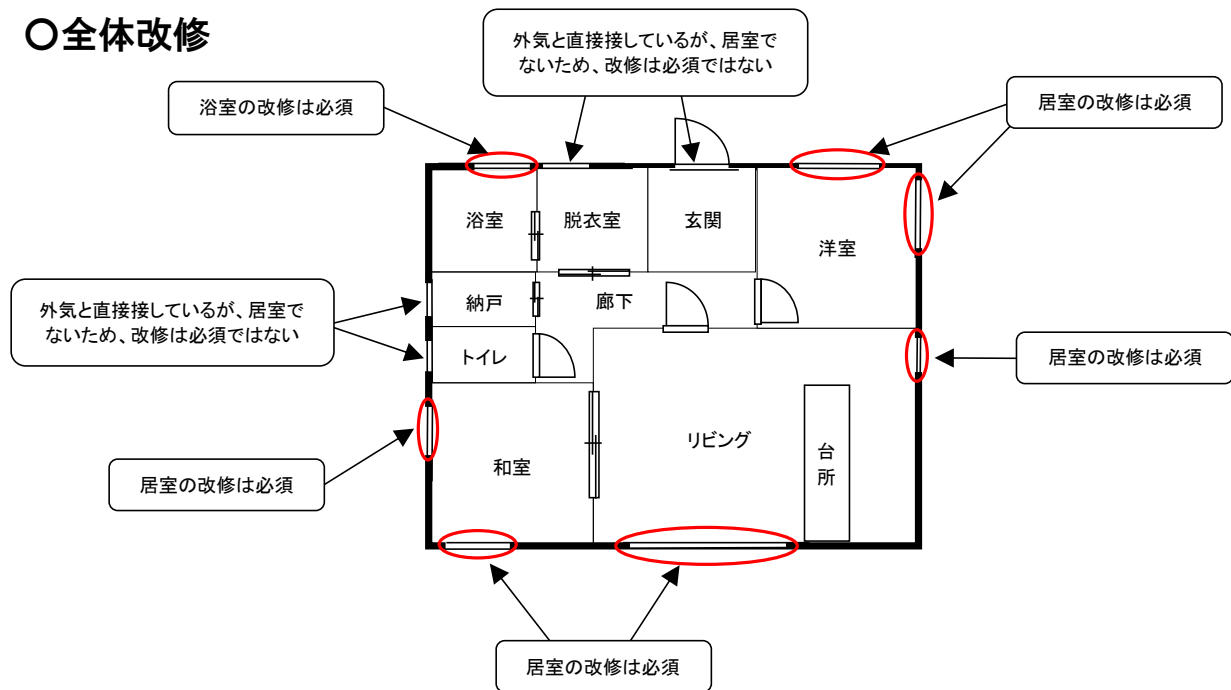 〇全体改修
外気と直接接しているが、居室で
ないため、改修は必須ではない
浴室の改修は必須
居室の改修は必須
浴室
脱衣室
玄関
洋室
外気と直接接しているが、居室で
ないため、改修は必須ではない
納戸
廊下
トイレ
居室の改修は必須
リビング
台
所
和室
居室の改修は必須
居室の改修は必須